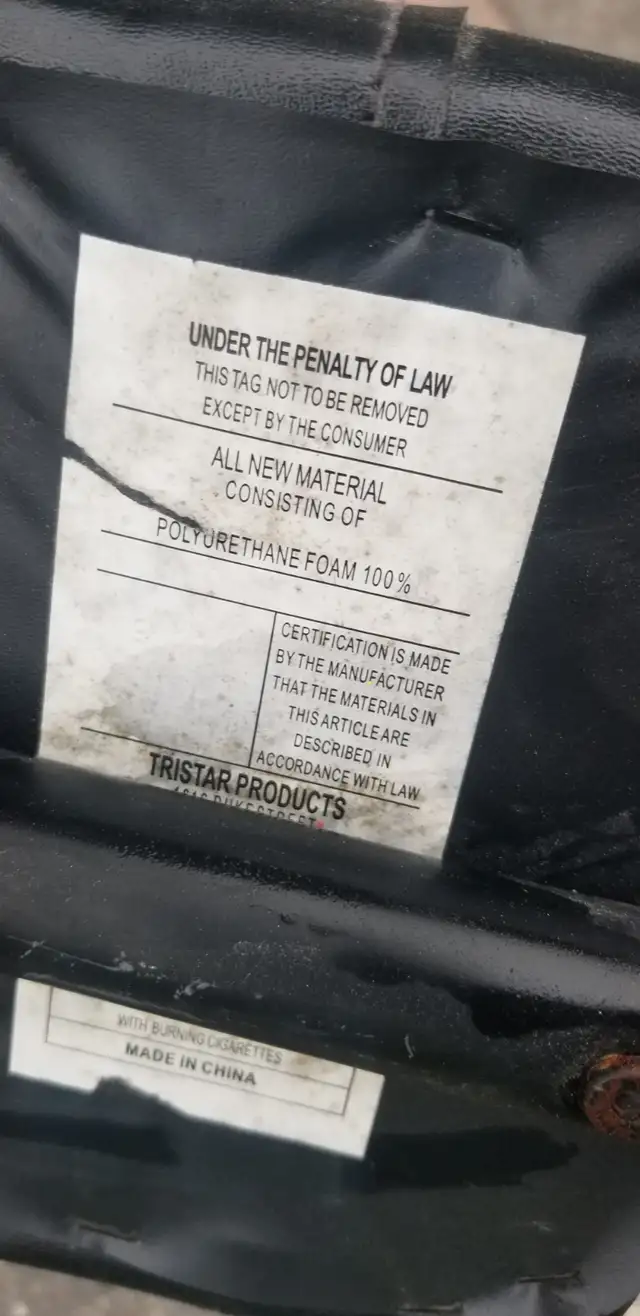 UNDER THE PENALTY OF LAW
THIS TAG NOT TO BE REMOVED
EXCEPT BY THE CONSUMER
ALL NEW MATERIAL
CONSISTING OF
POLYURETHANE FOAM 100%
CERTIFICATION IS MADE
BY THE MANUFACTURER
THAT THE MATERIALS IN
THIS ARTICLE ARE
DESCRIBED IN
ACCORDANCE WITH LAW
TRISTAR PRODUCTS
WITH BURNING CIGARETTES
MADE IN CHINA